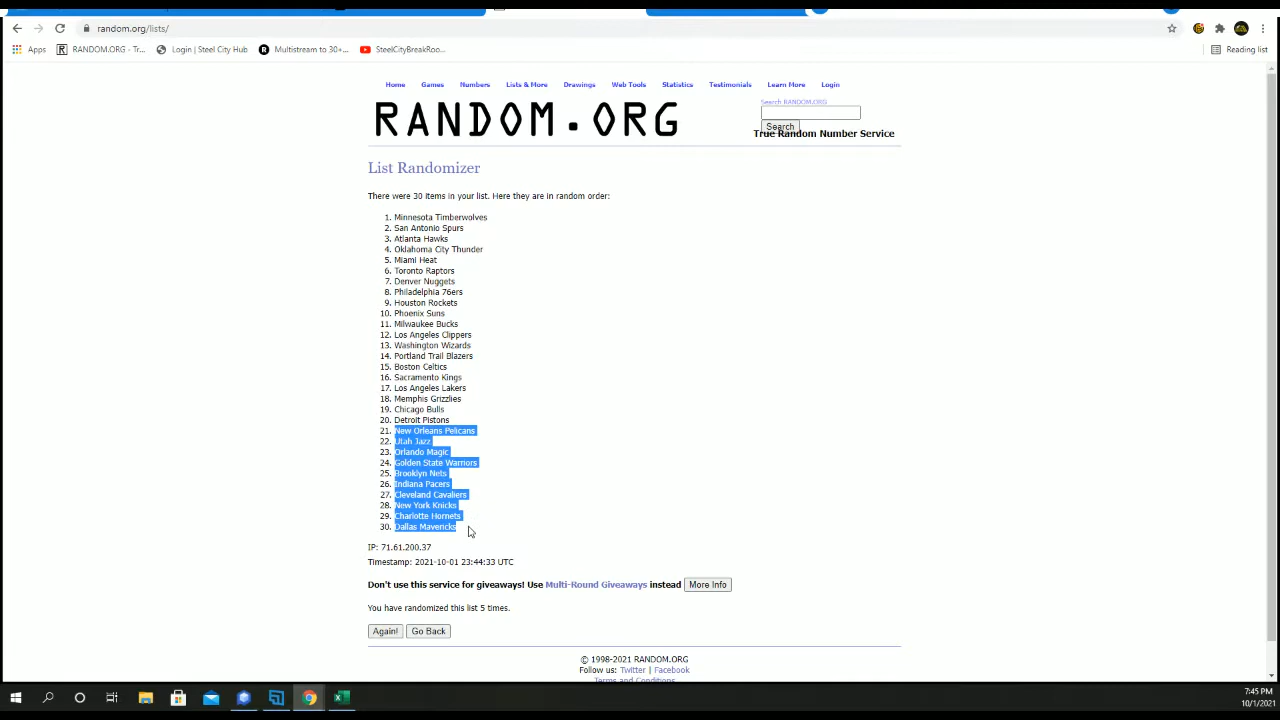 random.org/lists/
Reading list
Apps
RANDOM.ORG - Tr...
Login | Steel City Hub
Multistream to 30+...
SteelCityBreakRoo...
Home
Games
Numbers
Lists & More
Drawings
Web Tools
Statistics
Testimonials
Learn More
Login
RANDOM.ORG
Search RANDOM.ORG
Search
True Random Number Service
List Randomizer
There were 30 items in your list. Here they are in random order:
1. Minnesota Timberwolves
2. San Antonio Spurs
3. Atlanta Hawks
4. Oklahoma City Thunder
5. Miami Heat
6. Toronto Raptors
7. Denver Nuggets
8. Philadelphia 76ers
9. Houston Rockets
10. Phoenix Suns
11. Milwaukee Bucks
12. Los Angeles Clippers
13. Washington Wizards
14. Portland Trail Blazers
15. Boston Celtics
16. Sacramento Kings
17. Los Angeles Lakers
18. Memphis Grizzlies
19. Chicago Bulls
20. Detroit Pistons
21. New Orleans Pelicans
22. Utah Jazz
23. Orlando Magic
24. Golden State Warriors
25. Brooklyn Nets
26. Indiana Pacers
27. Cleveland Cavaliers
28. New York Knicks
29. Charlotte Hornets
30. Dallas Mavericks
IP: 71.61.200.37
Timestamp: 2021-10-01 23:44:33 UTC
Don't use this service for giveaways! Use Multi-Round Giveaways instead More Info
You have randomized this list 5 times.
Again! Go Back
© 1998-2021 RANDOM.ORG
Follow us: Twitter | Facebook
Terms and Conditions
7:45 PM
10/1/2021